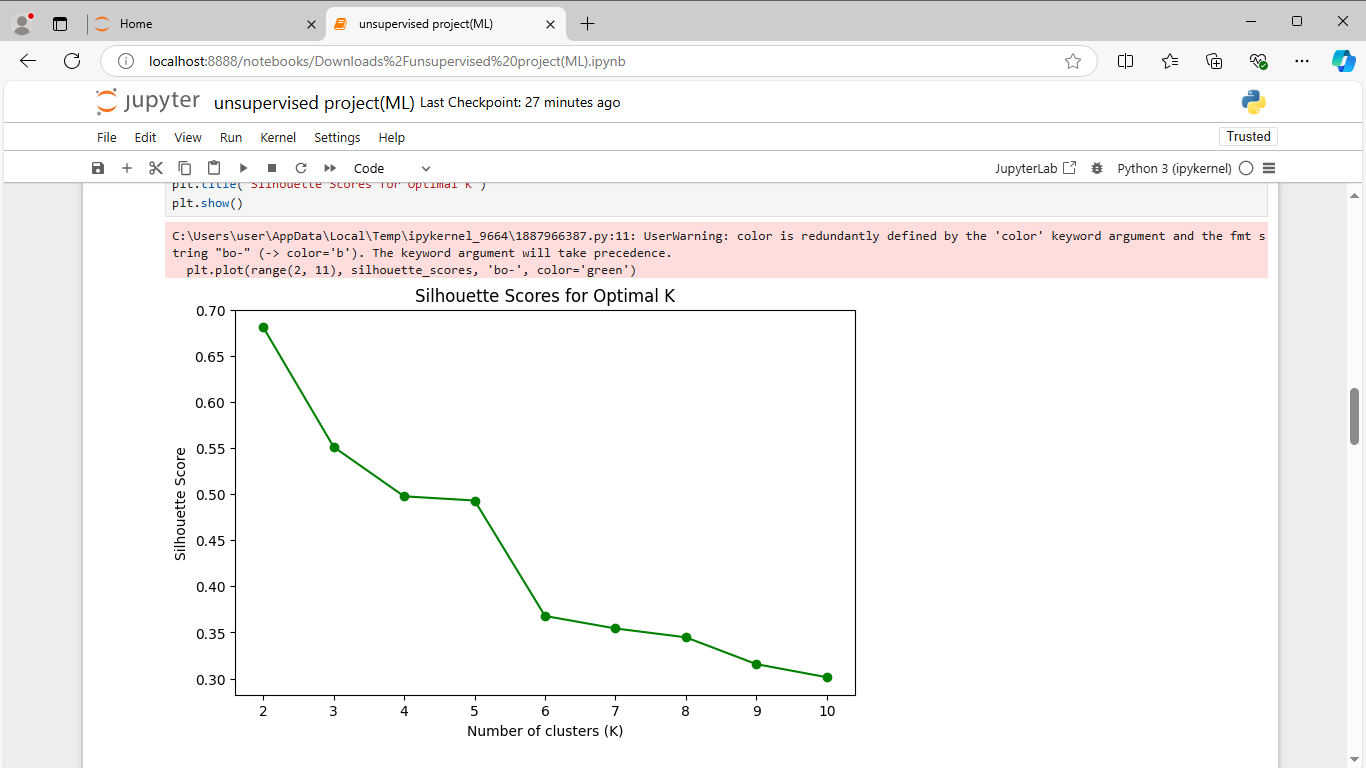 Home
unsupervised project(ML)
localhost:8888/notebooks/Downloads%2Funsupervised%20project(ML).ipynb
jupyter unsupervised project(ML) Last Checkpoint: 27 minutes ago
File Edit View Run Kernel Settings Help
Trusted
Code
JupyterLab
Python 3 (ipykernel)
plt.title('Silhouette Scores for Optimal K')
plt.show()
C:\Users\user\AppData\Local\Temp\ipykernel_9664\1887966387.py:11: UserWarning: color is redundantly defined by the 'color' keyword argument and the fmt s
tring "bo-" (-> color='b'). The keyword argument will take precedence.
plt.plot(range(2, 11), silhouette_scores, 'bo-', color='green')
Silhouette Scores for Optimal K
0.70
0.65
0.60
0.55
0.50
0.45
0.40
0.35
0.30
Silhouette Score
2 3 4 5 6 7 8 9 10
Number of clusters (K)